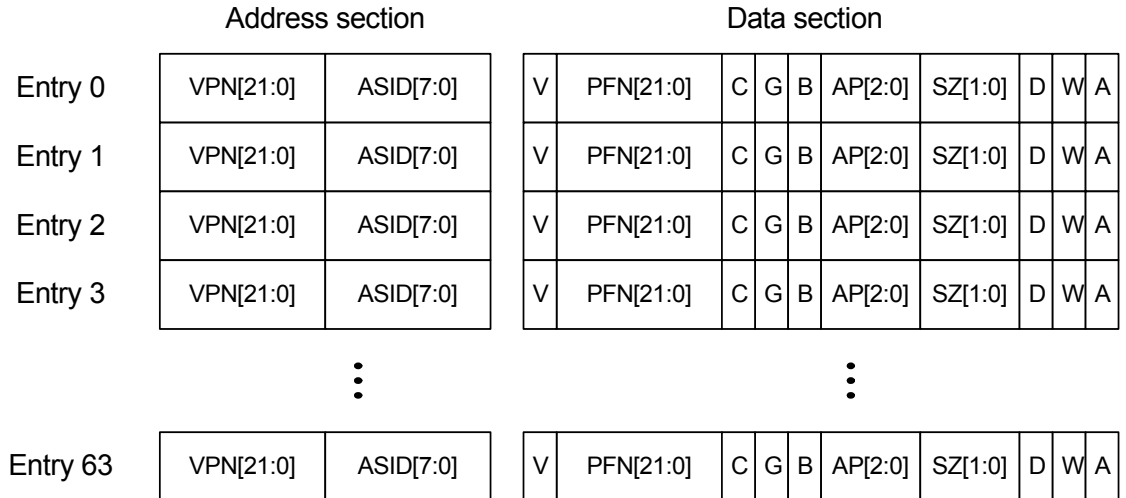 Address section Data section
Entry 0 VPN[21:0] ASID[7:0] V PFN[21:0] C G B AP[2:0] SZ[1:0] D W A
Entry 1 VPN[21:0] ASID[7:0] V PFN[21:0] C G B AP[2:0] SZ[1:0] D W A
Entry 2 VPN[21:0] ASID[7:0] V PFN[21:0] C G B AP[2:0] SZ[1:0] D W A
Entry 3 VPN[21:0] ASID[7:0] V PFN[21:0] C G B AP[2:0] SZ[1:0] D W A
Entry 63 VPN[21:0] ASID[7:0] V PFN[21:0] C G B AP[2:0] SZ[1:0] D W A